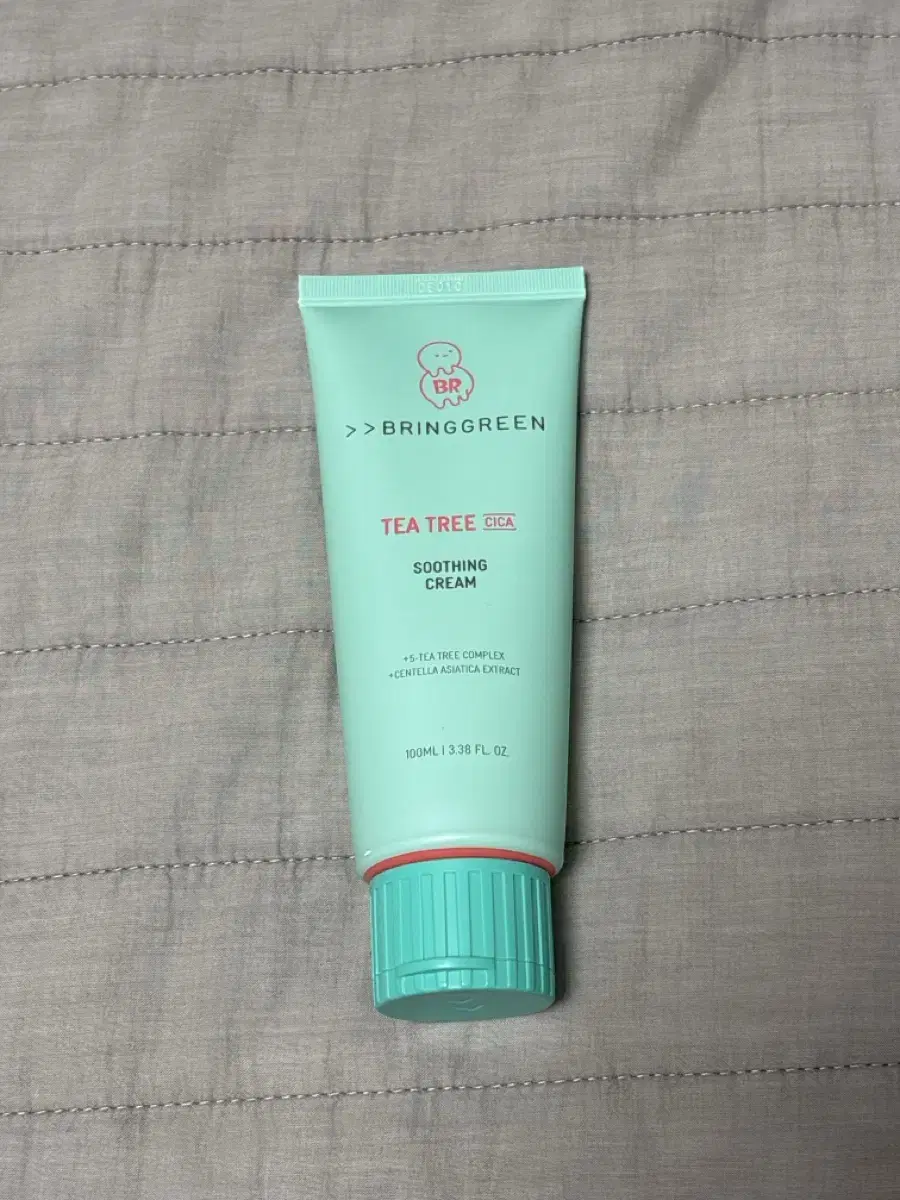 BR
>>BRINGGREEN
TEA TREE CICA
SOOTHING
CREAM
+5-TEA TREE COMPLEX
+CENTELLA ASIATICA EXTRACT
100ML | 3.38 FL. OZ.